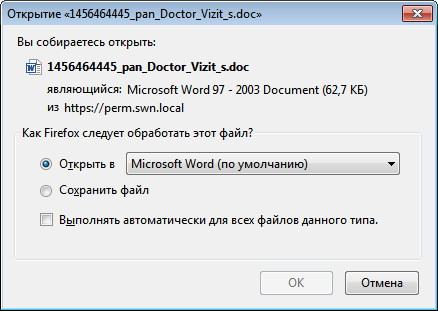 Открытие «1456464445_pan_Doctor_Vizit_s.doc»
Вы собираетесь открыть:
1456464445_pan_Doctor_Vizit_s.doc
являющийся: Microsoft Word 97 - 2003 Document (62,7 КБ)
из https://perm.swn.local
Как Firefox следует обработать этот файл?
Открыть в Microsoft Word (по умолчанию)
Сохранить файл
Выполнять автоматически для всех файлов данного типа.
OK Отмена